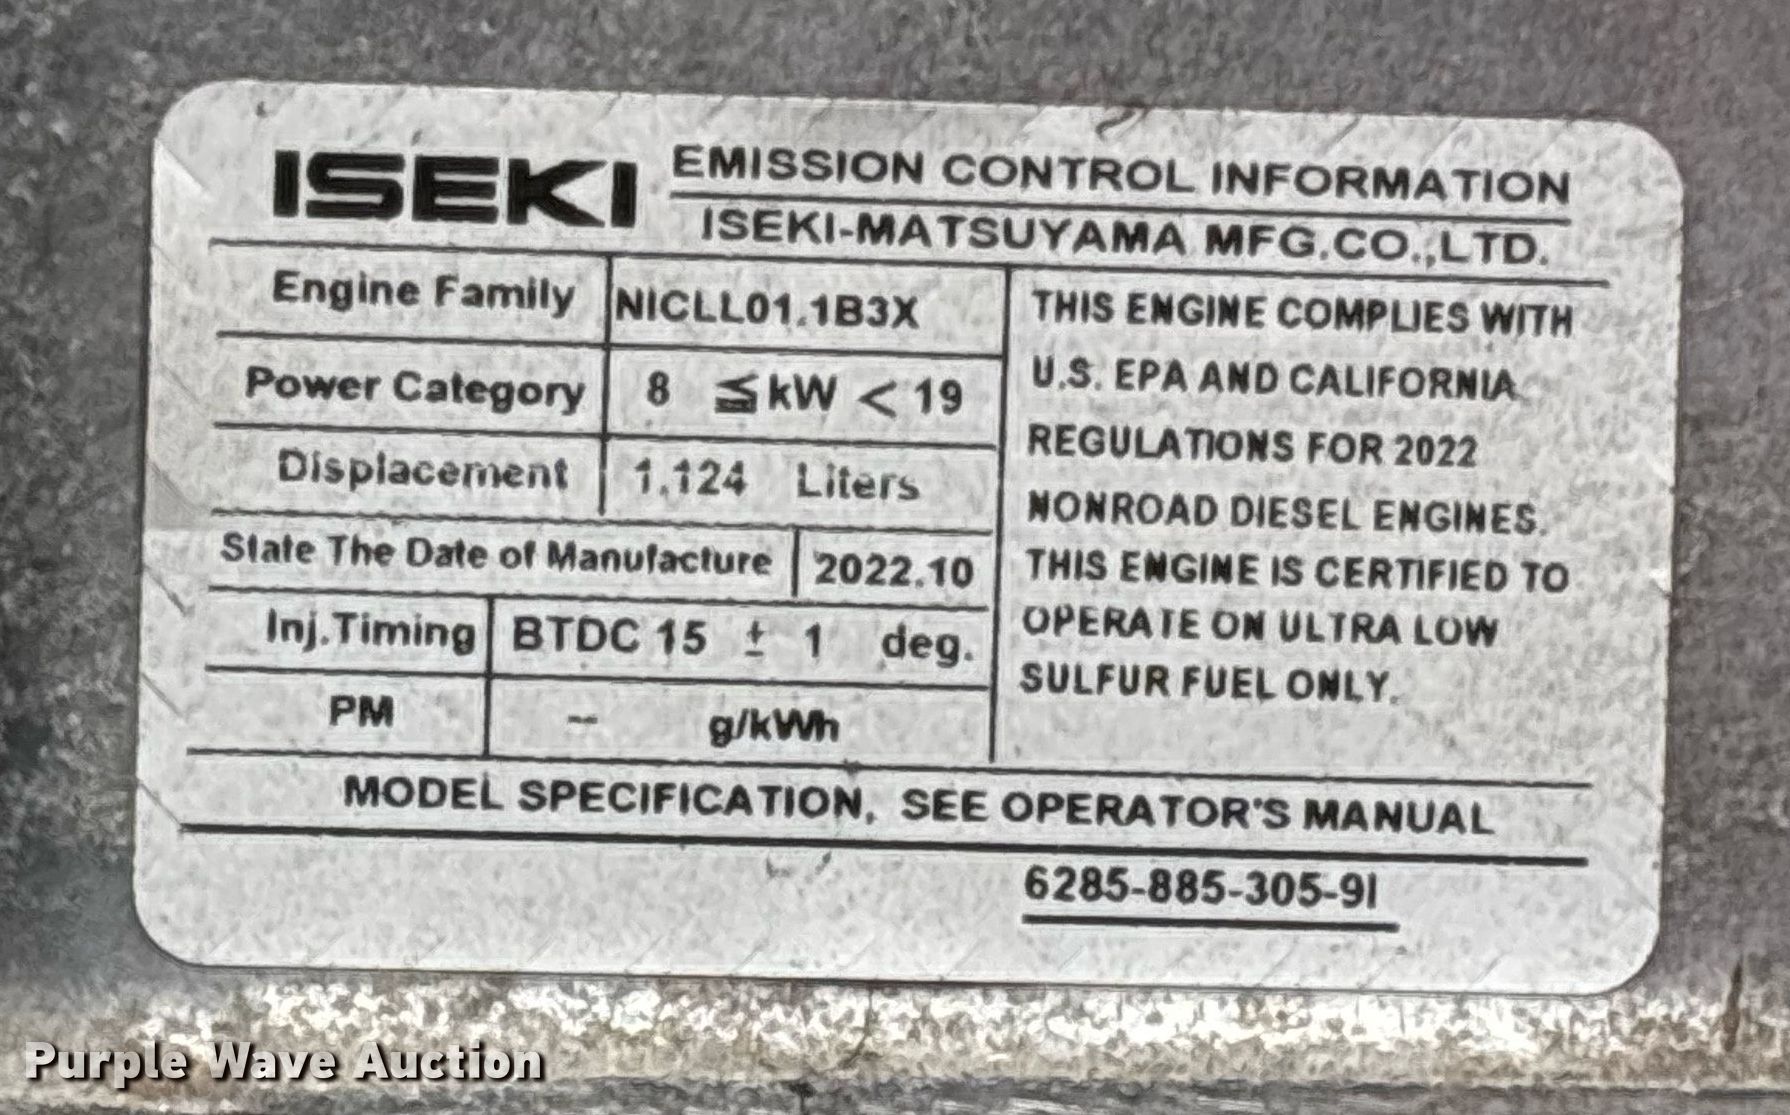 ISEKI EMISSION CONTROL INFORMATION
ISEKI-MATSUYAMA MFG.CO.,LTD.
Engine Family NICLL01.1B3X
Power Category 8 ≦kW < 19
Displacement 1.124 Liters
State The Date of Manufacture 2022.10
Inj.Timing BTDC 15 ± 1 deg.
PM – g/kWh
THIS ENGINE COMPLIES WITH
U.S. EPA AND CALIFORNIA
REGULATIONS FOR 2022
NONROAD DIESEL ENGINES.
THIS ENGINE IS CERTIFIED TO
OPERATE ON ULTRA LOW
SULFUR FUEL ONLY.
MODEL SPECIFICATION, SEE OPERATOR'S MANUAL
6285-885-305-9I
Purple Wave Auction